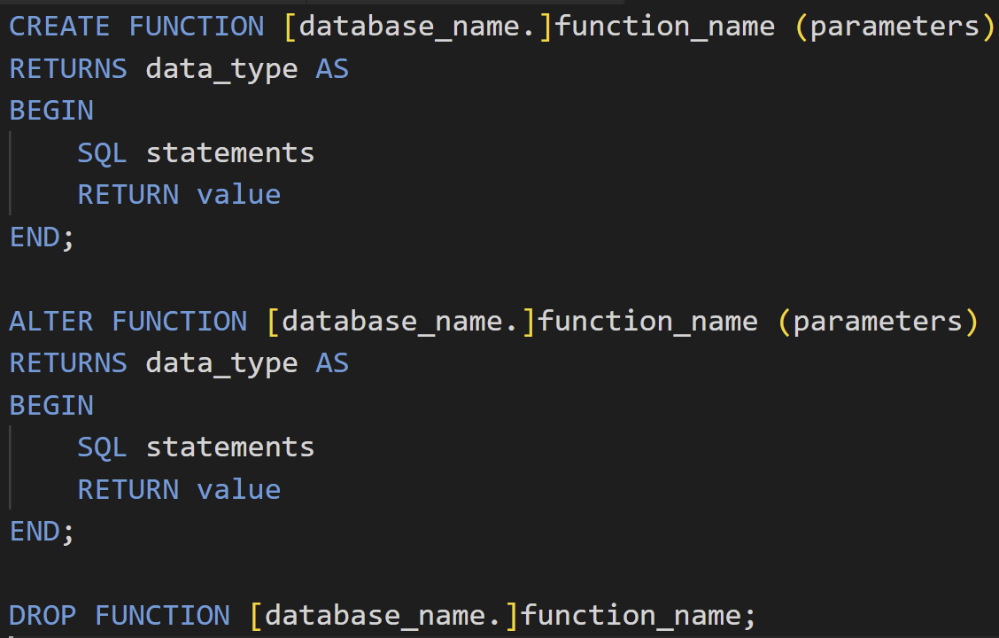 CREATE FUNCTION [database_name.]function_name (parameters)
RETURNS data_type AS
BEGIN
    SQL statements
    RETURN value
END;

ALTER FUNCTION [database_name.]function_name (parameters)
RETURNS data_type AS
BEGIN
    SQL statements
    RETURN value
END;

DROP FUNCTION [database_name.]function_name;